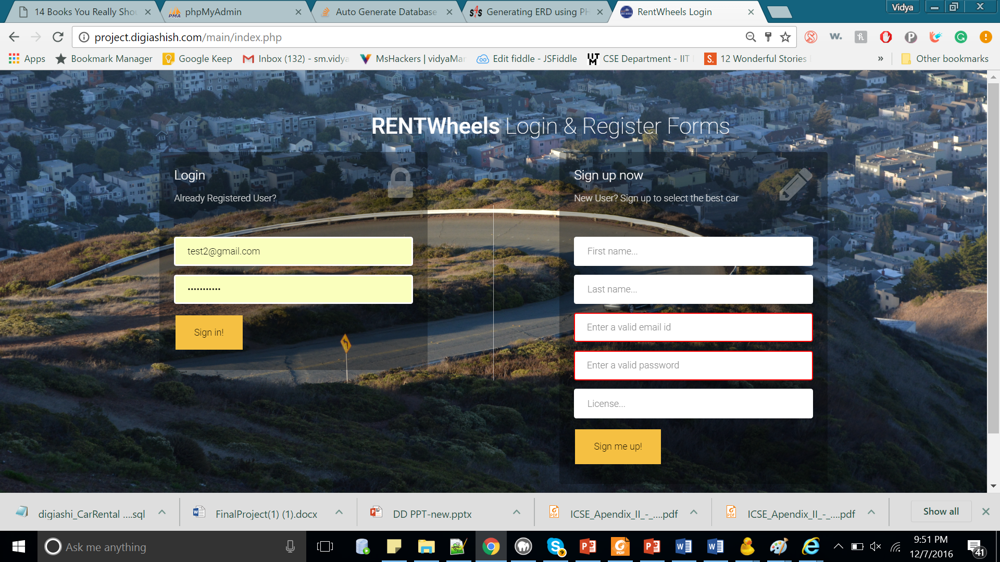 14 Books You Really Shou
phpMyAdmin
Auto Generate Database
Generating ERD using PH
RentWheels Login
Vidya
project.digiashish.com/main/index.php
Apps
Bookmark Manager
Google Keep
Inbox (132) - sm.vidya
MsHackers | vidyaMar
Edit fiddle - JSFiddle
CSE Department - IIT
12 Wonderful Stories
»
Other bookmarks
RENTWheels Login & Register Forms
Login
Already Registered User?
test2@gmail.com
•••••••••••
Sign in!
Sign up now
New User? Sign up to select the best car
First name...
Last name...
Enter a valid email id
Enter a valid password
License...
Sign me up!
digiashi_CarRental ....sql
FinalProject(1) (1).docx
DD PPT-new.pptx
ICSE_Apendix_II_-_....pdf
ICSE_Apendix_II_-_....pdf
Show all
Ask me anything
9:51 PM
12/7/2016
41